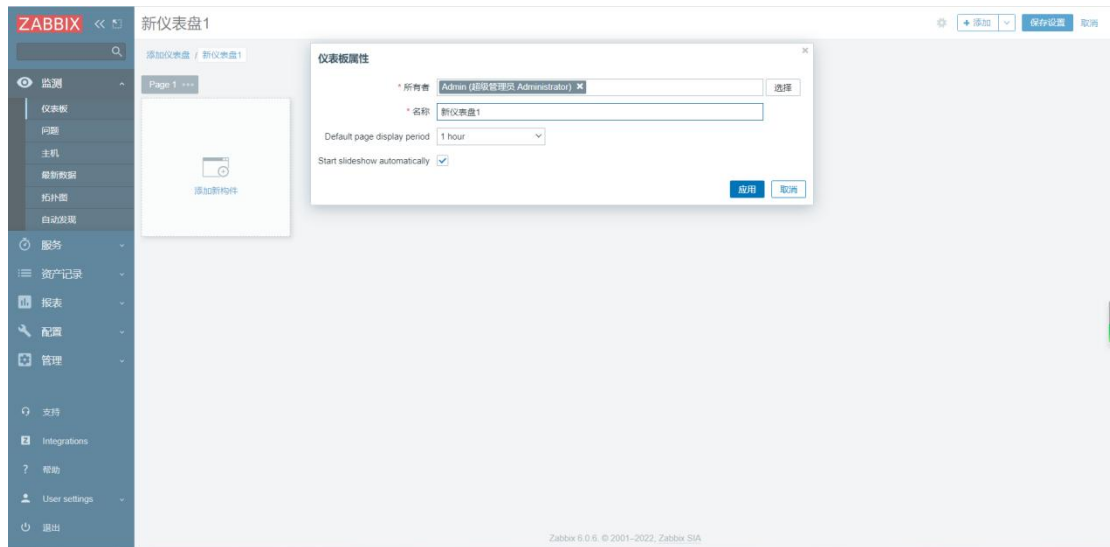 ZABBIX
新仪表盘1
添加
保存设置
取消
添加仪表盘 / 新仪表盘1
Page 1
添加新构件
监测
仪表板
问题
主机
最新数据
拓扑图
自动发现
服务
资产记录
报表
配置
管理
支持
Integrations
帮助
User settings
退出
仪表板属性
* 所有者 Admin (超级管理员 Administrator) 选择
* 名称 新仪表盘1
Default page display period 1 hour
Start slideshow automatically
应用 取消
Zabbix 6.0.6. © 2001–2022, Zabbix SIA